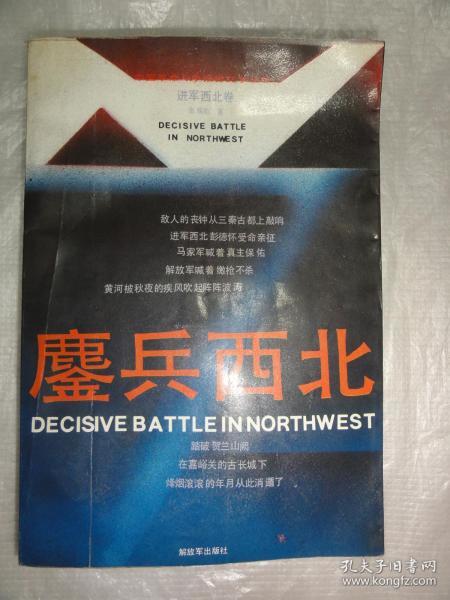 进军西北卷
DECISIVE BATTLE
IN NORTHWEST
敌人的丧钟从三秦古都上敲响
进军西北彭德怀受命亲征
马家军喊着真主保佑
解放军喊着缴枪不杀
黄河被秋夜的疾风吹起阵阵波涛
鏖兵西北
DECISIVE BATTLE IN NORTHWEST
踏破贺兰山阙
在嘉峪关的古长城下
烽烟滚滚的年月从此消遁了
解放军出版社
孔夫子旧书网
www.kongfz.com